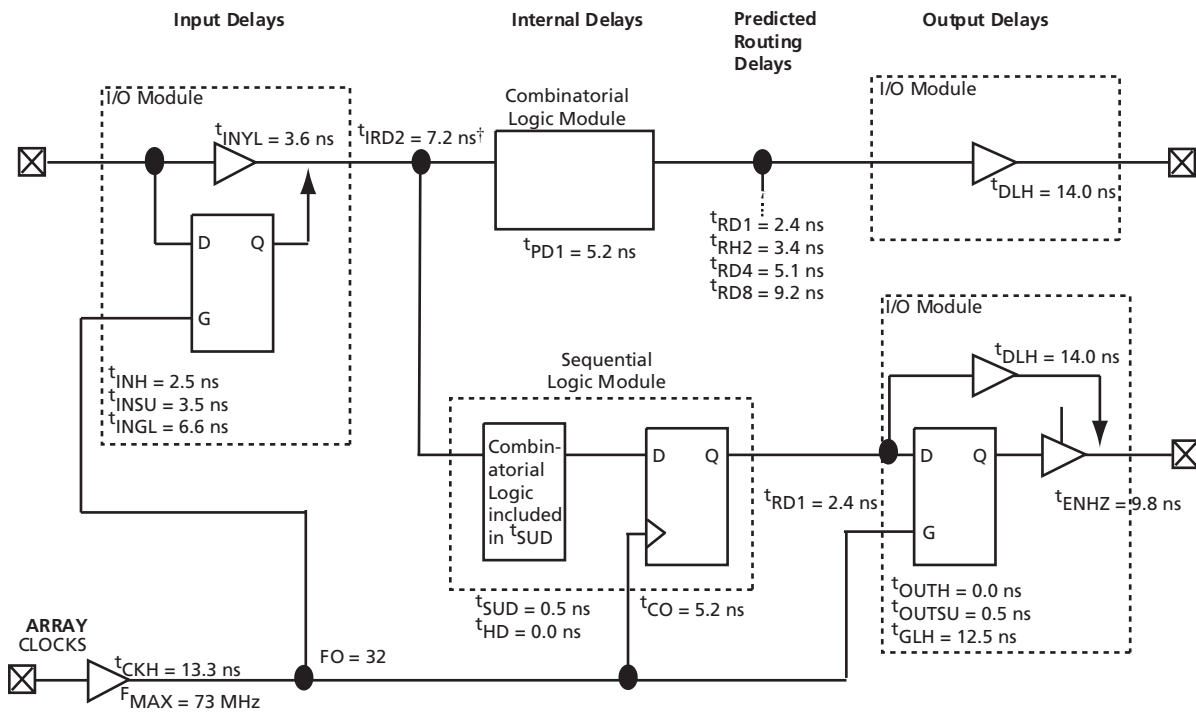 Input Delays
Internal Delays
Predicted
Routing
Delays
Output Delays
I/O Module
tINYL = 3.6 ns
tIRD2 = 7.2 ns†
Combinatorial
Logic Module
I/O Module
tDLH = 14.0 ns
D Q
G
tPD1 = 5.2 ns
tRD1 = 2.4 ns
tRH2 = 3.4 ns
tRD4 = 5.1 ns
tRD8 = 9.2 ns
tINH = 2.5 ns
tINSU = 3.5 ns
tINGL = 6.6 ns
Sequential
Logic Module
I/O Module
tDLH = 14.0 ns
Combin-
atorial
Logic
included
in tSUD
D Q
tRD1 = 2.4 ns
D Q
G
tENHZ = 9.8 ns
tSUD = 0.5 ns
tHD = 0.0 ns
tCO = 5.2 ns
tOUTH = 0.0 ns
tOUTSU = 0.5 ns
tGLH = 12.5 ns
ARRAY
CLOCKS
tCKH = 13.3 ns
FMAX = 73 MHz
FO = 32